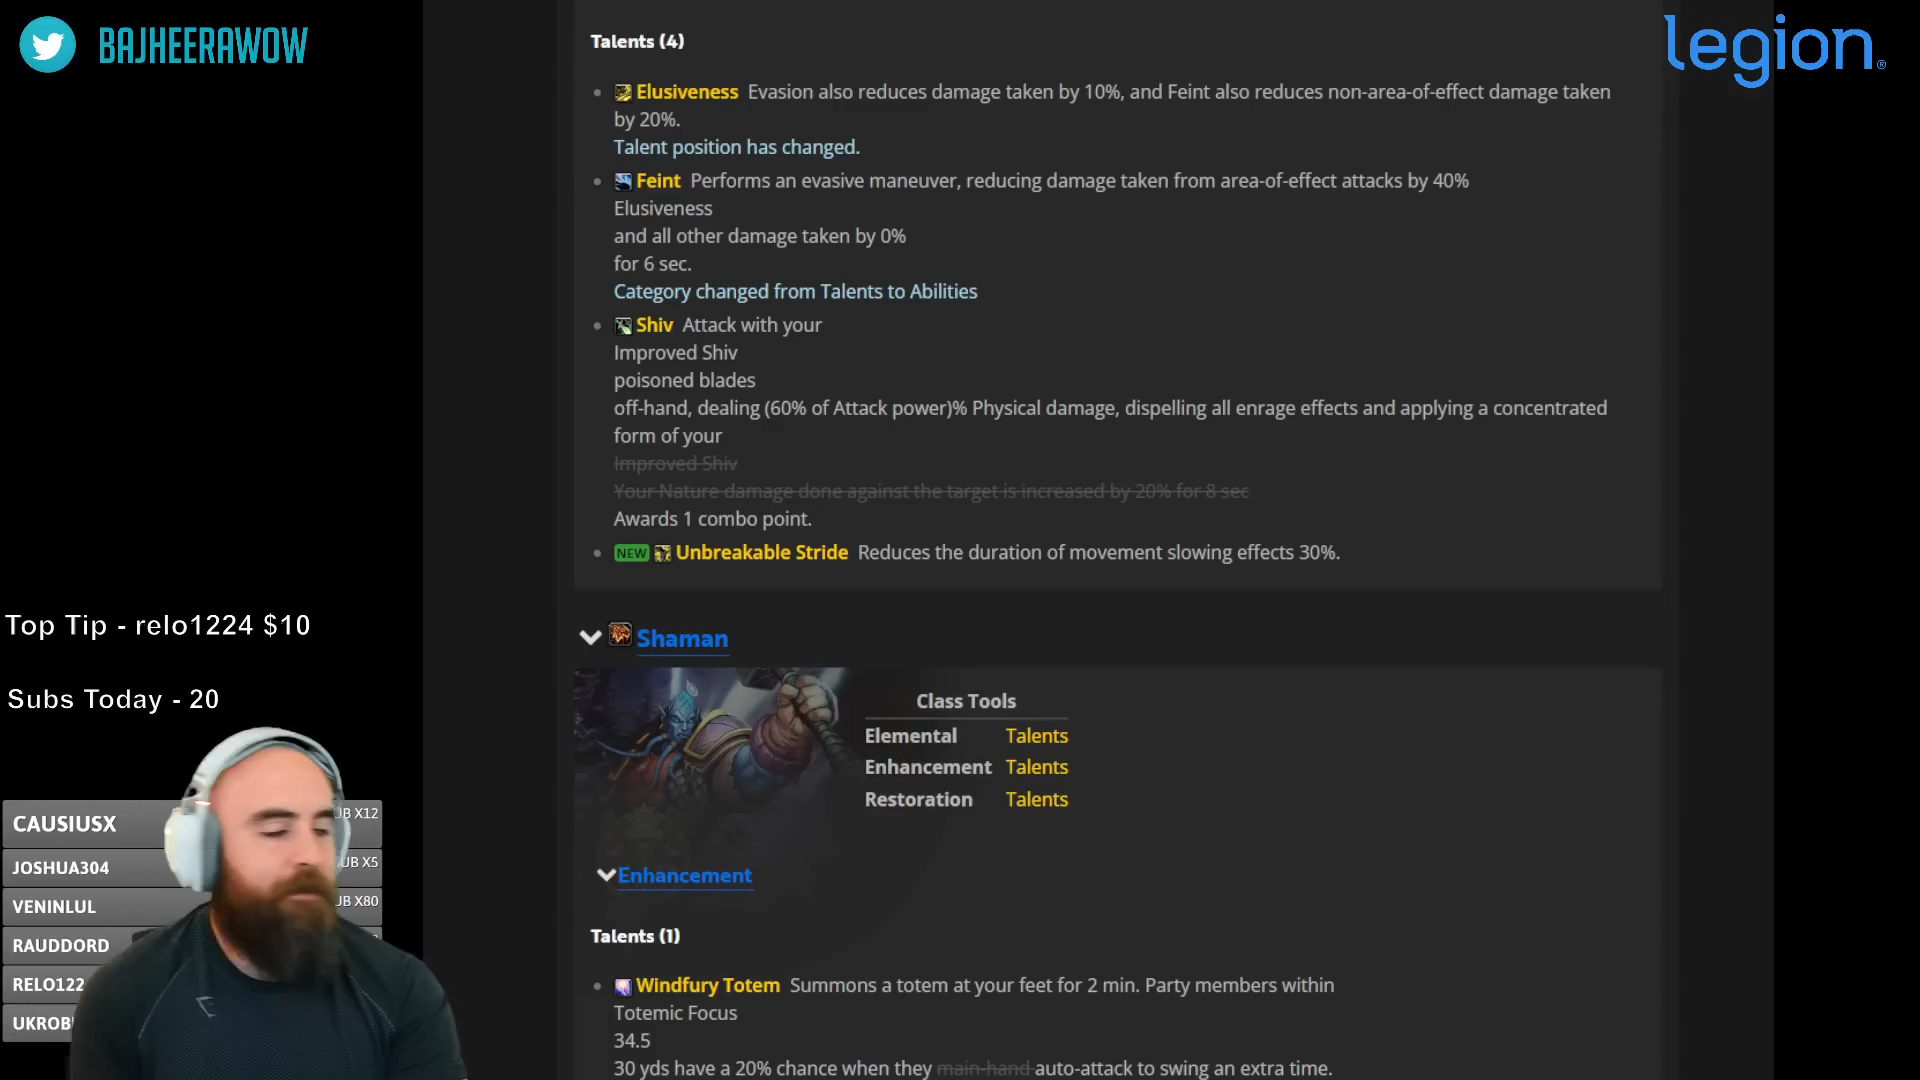 BAJHEERAWOW
legion®
Talents (4)
Elusiveness Evasion also reduces damage taken by 10%, and Feint also reduces non-area-of-effect damage taken
by 20%.
Talent position has changed.
Feint Performs an evasive maneuver, reducing damage taken from area-of-effect attacks by 40%
Elusiveness
and all other damage taken by 0%
for 6 sec.
Category changed from Talents to Abilities
Shiv Attack with your
Improved Shiv
poisoned blades
off-hand, dealing (60% of Attack power)% Physical damage, dispelling all enrage effects and applying a concentrated
form of your
Improved Shiv
Your Nature damage done against the target is increased by 20% for 8 sec
Awards 1 combo point.
NEW Unbreakable Stride Reduces the duration of movement slowing effects 30%.
Shaman
Class Tools
Elemental Talents
Enhancement Talents
Restoration Talents
Enhancement
Talents (1)
Windfury Totem Summons a totem at your feet for 2 min. Party members within
Totemic Focus
34.5
30 yds have a 20% chance when they main-hand auto-attack to swing an extra time.
Top Tip - relo1224 $10
Subs Today - 20
CAUSIUSX UB X12
JOSHUA304 UB X5
VENINLUL UB X80
RAUDDORD
RELO122
UKROB